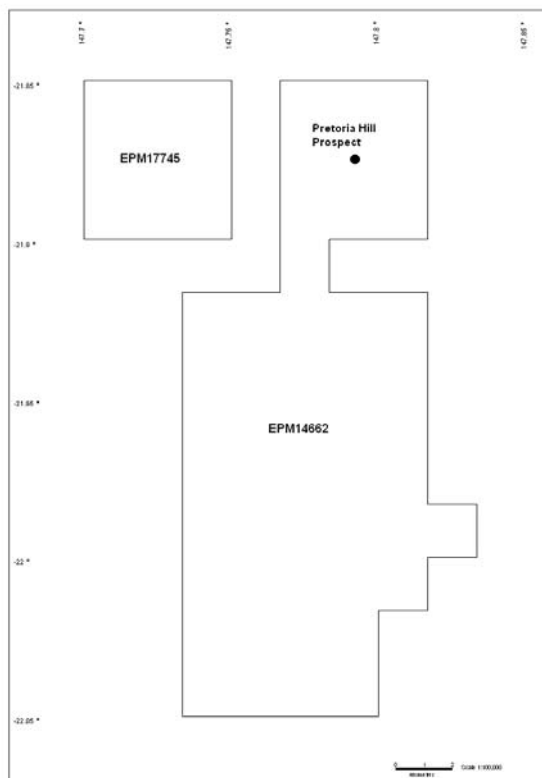 147.7 °
147.75 °
147.8 °
147.85 °
-21.85 °
Pretoria Hill
Prospect
EPM17745
-21.9 °
-21.95 °
EPM14662
-22 °
-22.05 °
0 1 2
Scale 1:100,000